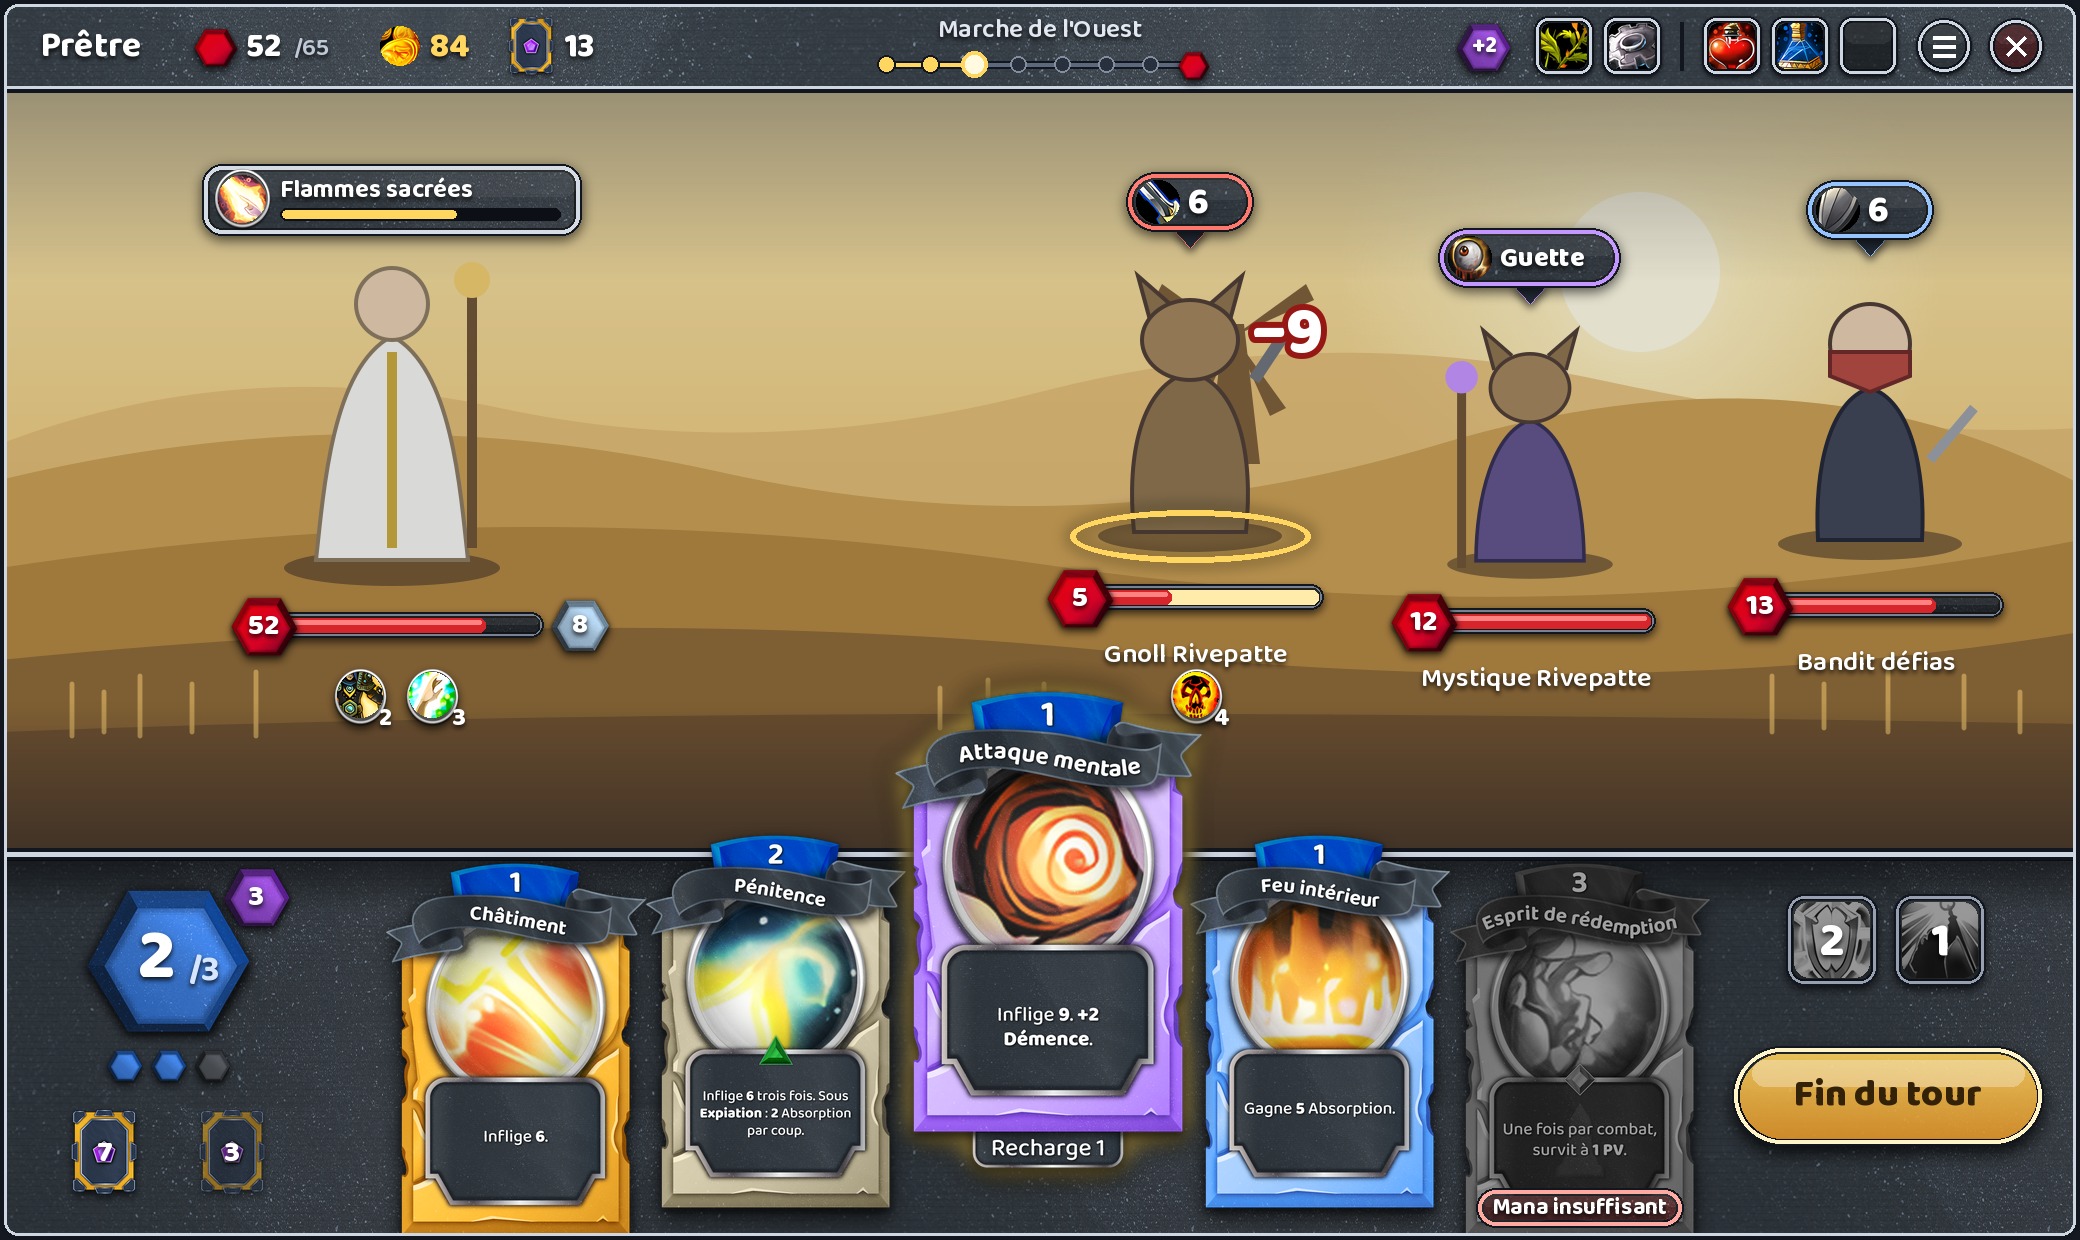 Prêtre
52 /65
84
13
Marche de l'Ouest
+2
Flammes sacrées
6
Guette
6
-9
52
8
5
12
13
Gnoll Rivepatte
Mystique Rivepatte
Bandit défias
2
3
4
3
2 /3
7
3
1
Châtiment
Inflige 6.
2
Pénitence
Inflige 6 trois fois. Sous
Expiation : 2 Absorption
par coup.
1
Attaque mentale
Inflige 9. +2
Démence.
Recharge 1
1
Feu intérieur
Gagne 5 Absorption.
3
Esprit de rédemption
Une fois par combat,
survit à 1 PV.
Mana insuffisant
2
1
Fin du tour